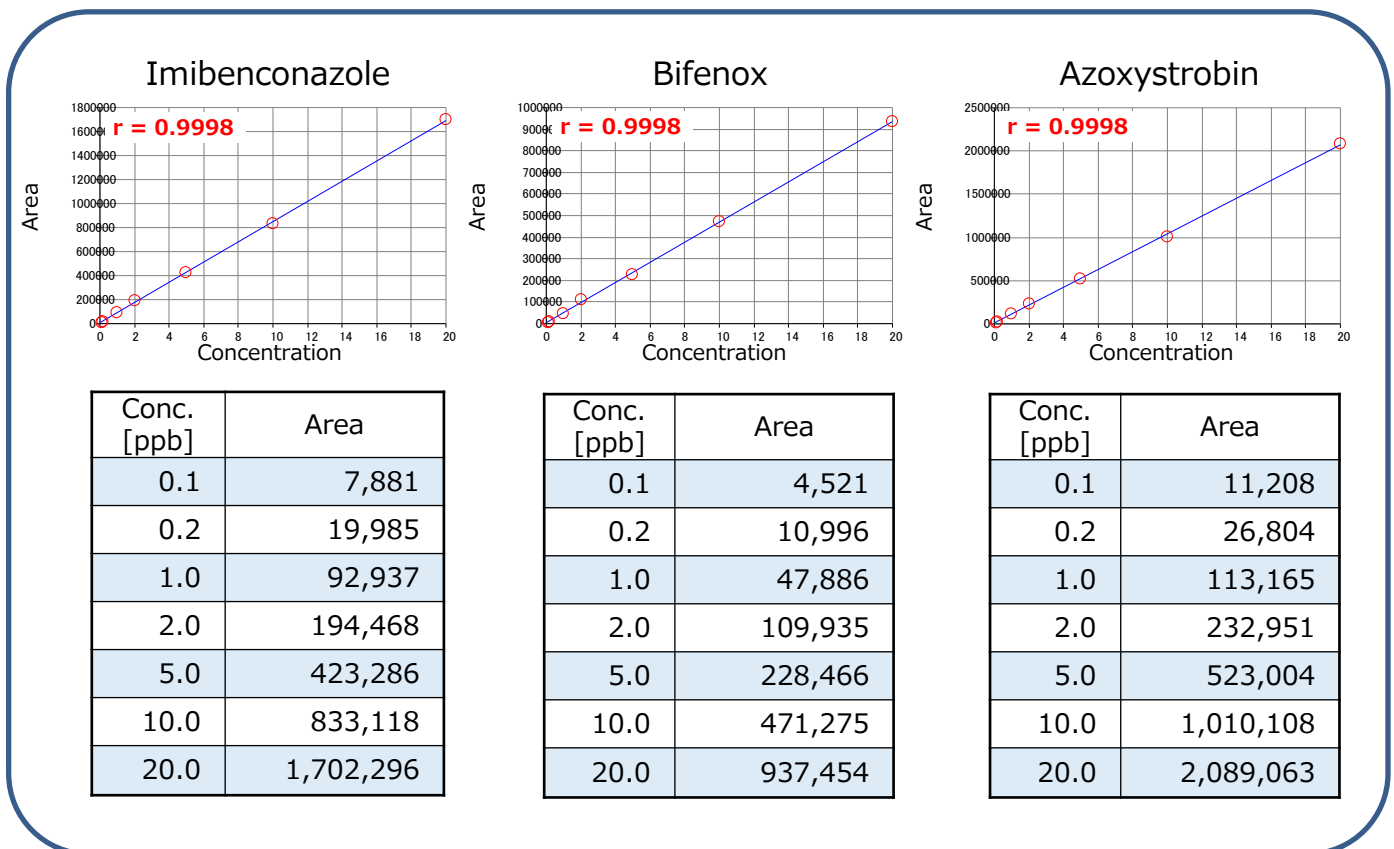 Imibenconazole
1800000
1600000
1400000
1200000
1000000
800000
600000
400000
200000
0
r = 0.9998
Area
0 2 4 6 8 10 12 14 16 18 20
Concentration
Conc. [ppb] Area
0.1 7,881
0.2 19,985
1.0 92,937
2.0 194,468
5.0 423,286
10.0 833,118
20.0 1,702,296
Bifenox
1000000
900000
800000
700000
600000
500000
400000
300000
200000
100000
0
r = 0.9998
Area
0 2 4 6 8 10 12 14 16 18 20
Concentration
Conc. [ppb] Area
0.1 4,521
0.2 10,996
1.0 47,886
2.0 109,935
5.0 228,466
10.0 471,275
20.0 937,454
Azoxystrobin
2500000
2000000
1500000
1000000
500000
0
r = 0.9998
Area
0 2 4 6 8 10 12 14 16 18 20
Concentration
Conc. [ppb] Area
0.1 11,208
0.2 26,804
1.0 113,165
2.0 232,951
5.0 523,004
10.0 1,010,108
20.0 2,089,063